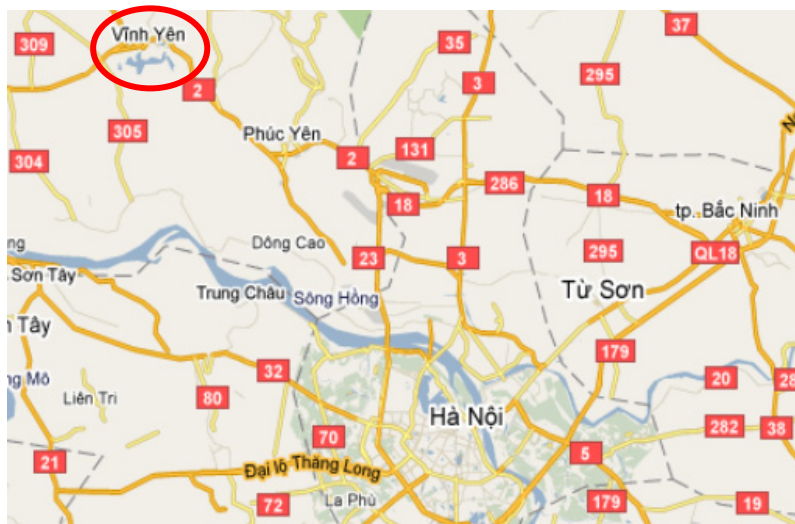 Vĩnh Yên
37
309
35
3
295
2
305
131
Phúc Yên
2
304
286
18
18
tp. Bắc Ninh
Dông Cao
23
3
295
QL18
Sơn Tây
Trung Châu
Sông Hồng
Từ Sơn
Tây
179
32
20
28
Liên Tri
80
Hà Nội
70
282
38
5
21
Đại lộ Thăng Long
72
La Phù
179
19